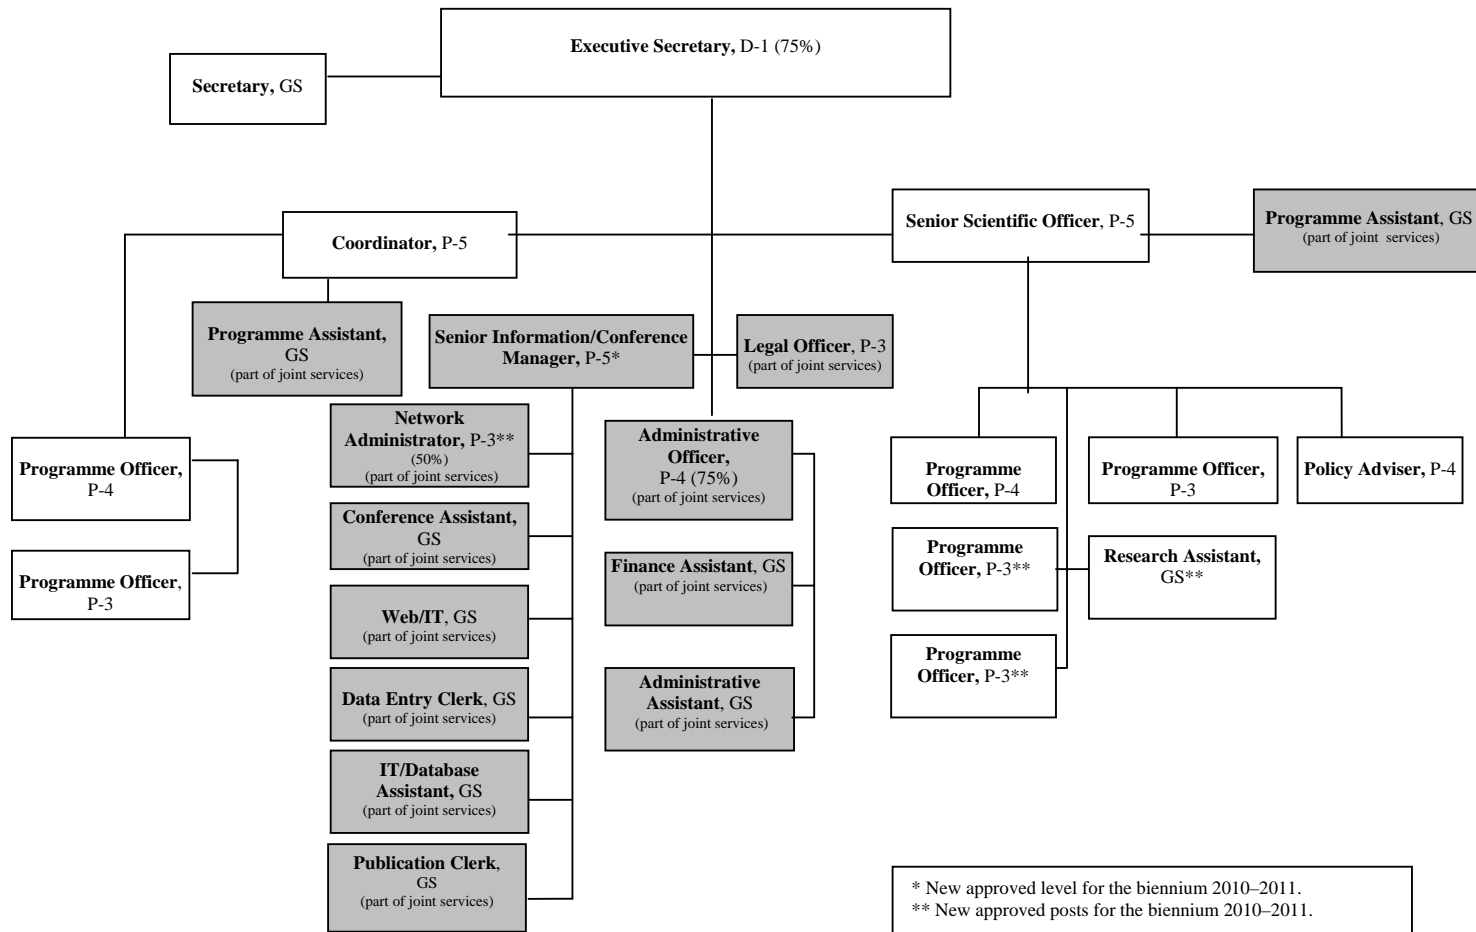 Executive Secretary, D-1 (75%)
Secretary, GS
Senior Scientific Officer, P-5
Programme Assistant, GS
(part of joint services)
Coordinator, P-5
Programme Assistant,
GS
(part of joint services)
Senior Information/Conference
Manager, P-5*
Legal Officer, P-3
(part of joint services)
Network
Administrator, P-3**
(50%)
(part of joint services)
Conference Assistant,
GS
(part of joint services)
Web/IT, GS
(part of joint services)
Data Entry Clerk, GS
(part of joint services)
IT/Database
Assistant, GS
(part of joint services)
Publication Clerk,
GS
(part of joint services)
Administrative
Officer,
P-4 (75%)
(part of joint services)
Finance Assistant, GS
(part of joint services)
Administrative
Assistant, GS
(part of joint services)
Programme Officer,
P-4
Programme Officer,
P-3
Programme
Officer, P-4
Programme Officer,
P-3
Policy Adviser, P-4
Programme
Officer, P-3**
Research Assistant,
GS**
Programme
Officer, P-3**
* New approved level for the biennium 2010–2011.
** New approved posts for the biennium 2010–2011.